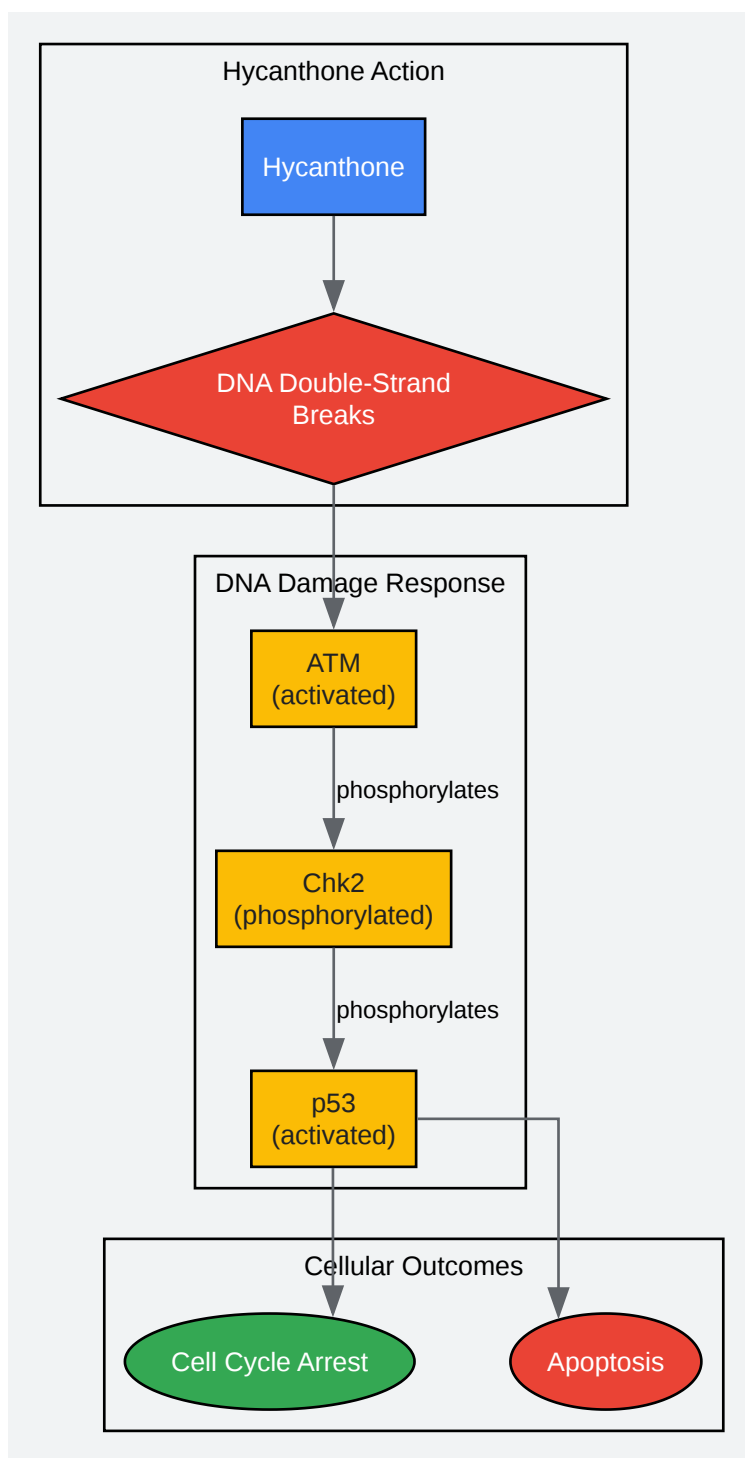 Hycanthone Action
Hycanthone
DNA Double-Strand
Breaks
DNA Damage Response
ATM
(activated)
phosphorylates
Chk2
(phosphorylated)
phosphorylates
p53
(activated)
Cellular Outcomes
Cell Cycle Arrest
Apoptosis